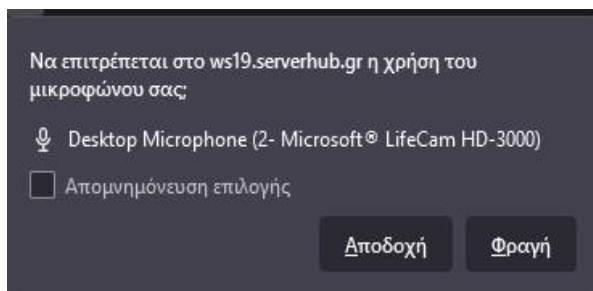 Να επιτρέπεται στο ws19.serverhub.gr η χρήση του
μικροφώνου σας;
Desktop Microphone (2- Microsoft® LifeCam HD-3000)
Απομνημόνευση επιλογής
Αποδοχή Φραγή